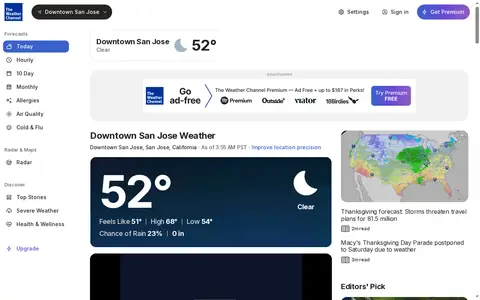 The
Weather
Channel
Downtown San Jose
Settings
Sign in
Get Premium
Forecasts
Today
Hourly
10 Day
Monthly
Allergies
Air Quality
Cold & Flu
Radar & Maps
Radar
Discover
Top Stories
Severe Weather
Health & Wellness
Upgrade
Downtown San Jose
Clear
52°
Advertisement
The
Weather
Channel
Go
ad-free
The Weather Channel Premium — Ad Free + up to $187 in Perks!
Premium
Outside+
viator
18Birdies
Try Premium
FREE
Downtown San Jose Weather
Downtown San Jose, San Jose, California · As of 3:55 AM PST · Improve location precision
52°
Clear
Feels Like 51° | High 68° | Low 54°
Chance of Rain 23% | 0 in
Thanksgiving forecast: Storms threaten travel
plans for 81.5 million
2m read
Macy's Thanksgiving Day Parade postponed
to Saturday due to weather
3m read
Editors' Pick